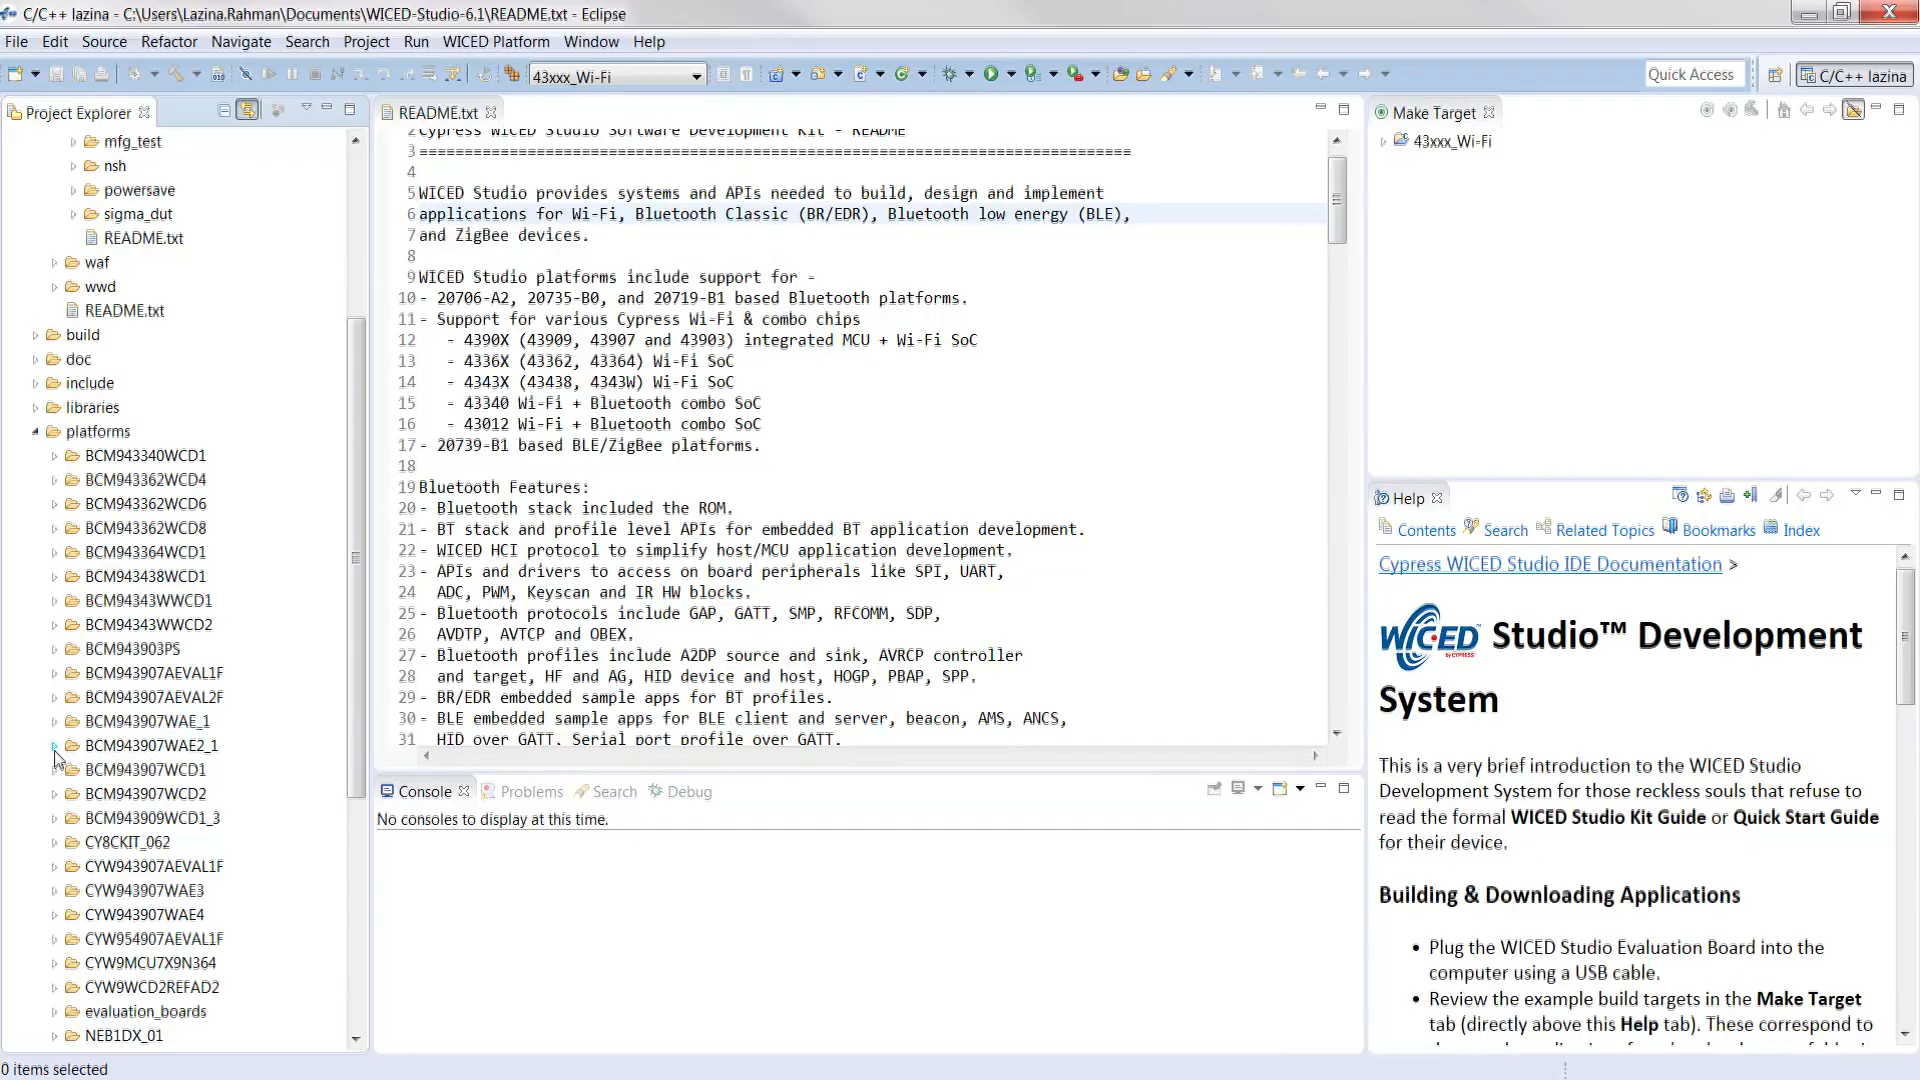 C/C++ lazina - C:\Users\Lazina.Rahman\Documents\WICED-Studio-6.1\README.txt - Eclipse
File Edit Source Refactor Navigate Search Project Run WICED Platform Window Help
43xxx_Wi-Fi
Quick Access
C/C++ lazina
Project Explorer
mfg_test
nsh
powersave
sigma_dut
README.txt
waf
wwd
README.txt
build
doc
include
libraries
platforms
BCM943340WCD1
BCM943362WCD4
BCM943362WCD6
BCM943362WCD8
BCM943364WCD1
BCM943438WCD1
BCM94343WWCD1
BCM94343WWCD2
BCM943903PS
BCM943907AEVAL1F
BCM943907AEVAL2F
BCM943907WAE_1
BCM943907WAE2_1
BCM943907WCD1
BCM943907WCD2
BCM943909WCD1_3
CY8CKIT_062
CYW943907AEVAL1F
CYW943907WAE3
CYW943907WAE4
CYW954907AEVAL1F
CYW9MCU7X9N364
CYW9WCD2REFAD2
evaluation_boards
NEB1DX_01
0 items selected
README.txt
2 Cypress WICED Studio Software Development Kit - README
3 ===============================================================================
4
5 WICED Studio provides systems and APIs needed to build, design and implement
6 applications for Wi-Fi, Bluetooth Classic (BR/EDR), Bluetooth low energy (BLE),
7 and ZigBee devices.
8
9 WICED Studio platforms include support for -
10 - 20706-A2, 20735-B0, and 20719-B1 based Bluetooth platforms.
11 - Support for various Cypress Wi-Fi & combo chips
12 - 4390X (43909, 43907 and 43903) integrated MCU + Wi-Fi SoC
13 - 4336X (43362, 43364) Wi-Fi SoC
14 - 4343X (43438, 4343W) Wi-Fi SoC
15 - 43340 Wi-Fi + Bluetooth combo SoC
16 - 43012 Wi-Fi + Bluetooth combo SoC
17 - 20739-B1 based BLE/ZigBee platforms.
18
19 Bluetooth Features:
20 - Bluetooth stack included the ROM.
21 - BT stack and profile level APIs for embedded BT application development.
22 - WICED HCI protocol to simplify host/MCU application development.
23 - APIs and drivers to access on board peripherals like SPI, UART,
24 ADC, PWM, Keyscan and IR HW blocks.
25 - Bluetooth protocols include GAP, GATT, SMP, RFCOMM, SDP,
26 AVDTP, AVTCP and OBEX.
27 - Bluetooth profiles include A2DP source and sink, AVRCP controller
28 and target, HF and AG, HID device and host, HOGP, PBAP, SPP.
29 - BR/EDR embedded sample apps for BT profiles.
30 - BLE embedded sample apps for BLE client and server, beacon, AMS, ANCS,
31 HID over GATT, Serial port profile over GATT.
Console Problems Search Debug
No consoles to display at this time.
Make Target
43xxx_Wi-Fi
Help
Contents Search Related Topics Bookmarks Index
Cypress WICED Studio IDE Documentation >
WICED by CYPRESS Studio™ Development
System
This is a very brief introduction to the WICED Studio
Development System for those reckless souls that refuse to
read the formal WICED Studio Kit Guide or Quick Start Guide
for their device.
Building & Downloading Applications
• Plug the WICED Studio Evaluation Board into the
computer using a USB cable.
• Review the example build targets in the Make Target
tab (directly above this Help tab). These correspond to